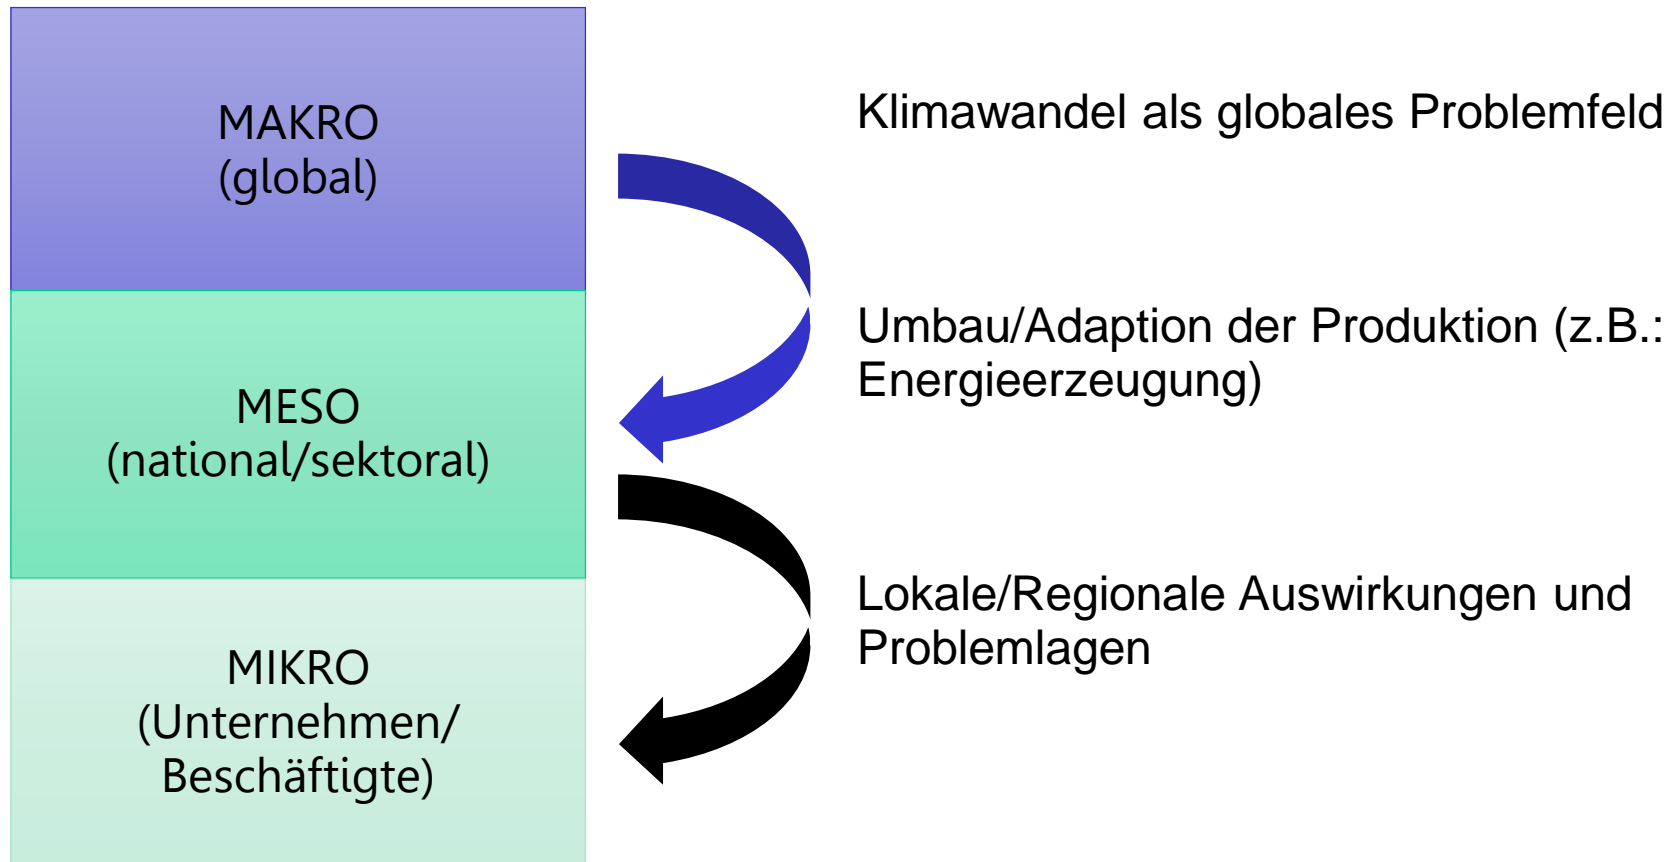 MAKRO
(global)
Klimawandel als globales Problemfeld
MESO
(national/sektoral)
Umbau/Adaption der Produktion (z.B.:
Energieerzeugung)
MIKRO
(Unternehmen/
Beschäftigte)
Lokale/Regionale Auswirkungen und
Problemlagen